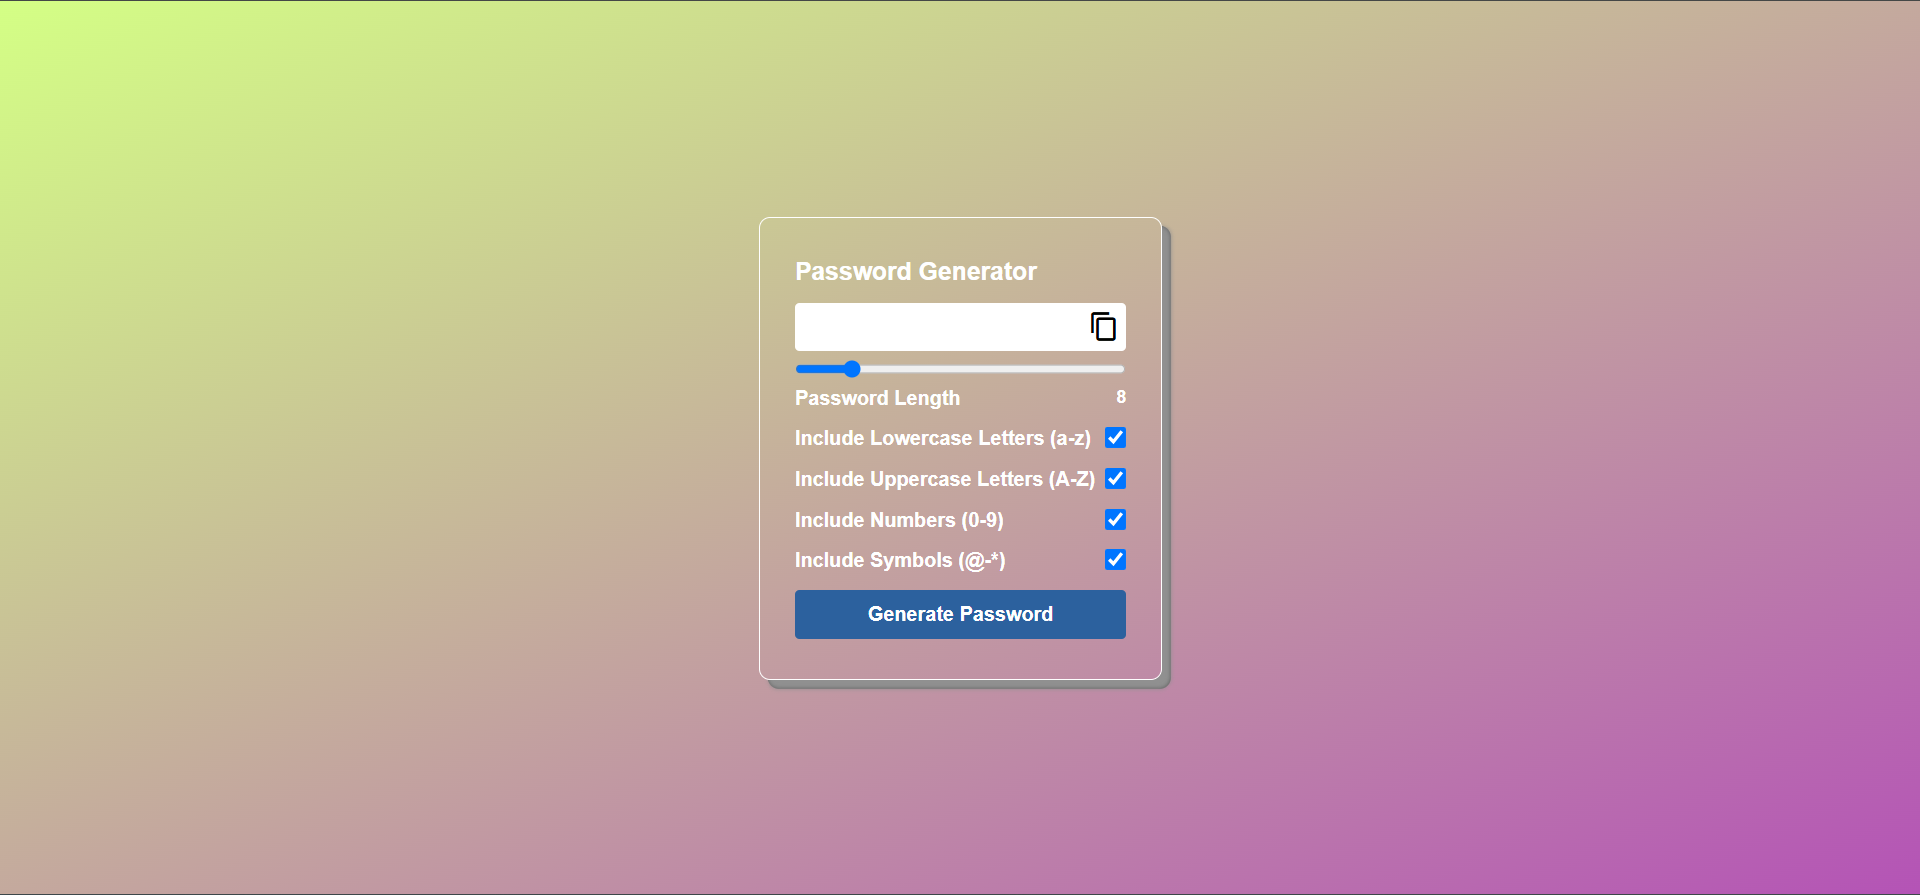 Password Generator
Password Length 8
Include Lowercase Letters (a-z)
Include Uppercase Letters (A-Z)
Include Numbers (0-9)
Include Symbols (@-*)
Generate Password